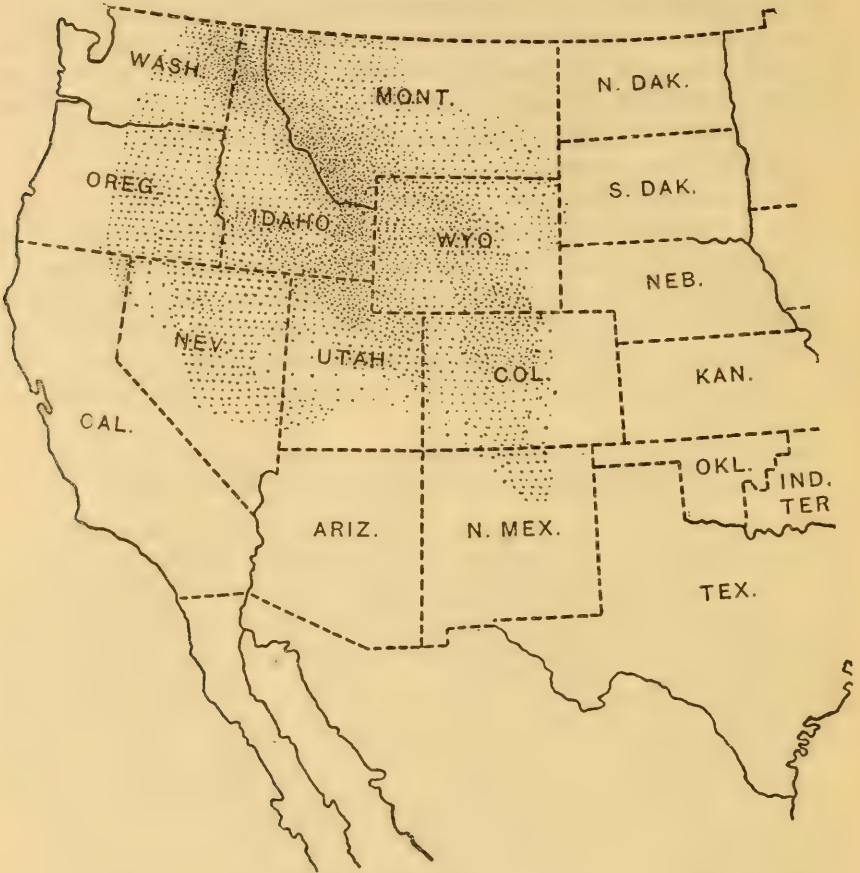 WASH.
MONT.
N. DAK.
OREG.
IDAHO
S. DAK.
WYO.
NEB.
NEV.
UTAH
COL.
KAN.
CAL.
OKL.
IND.
TER
ARIZ.
N. MEX.
TEX.